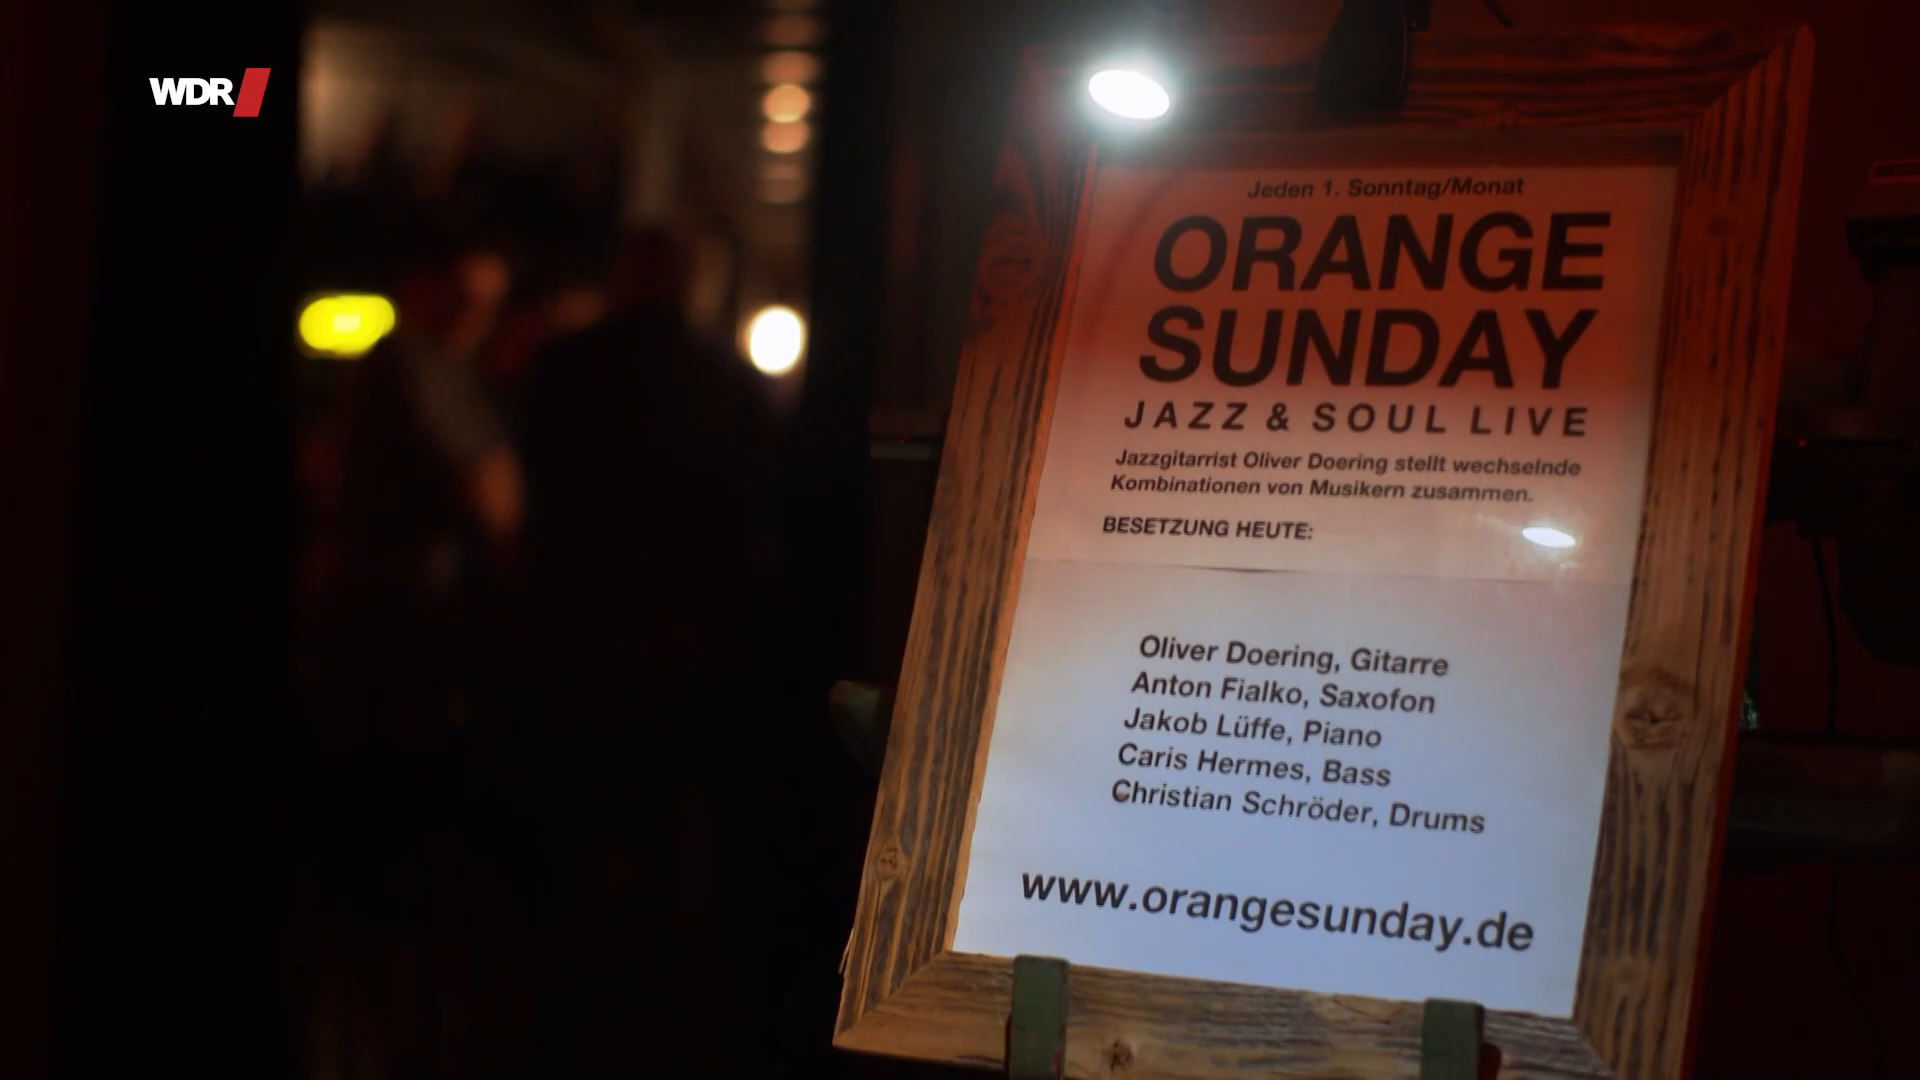 WDR
Jeden 1. Sonntag/Monat
ORANGE
SUNDAY
JAZZ & SOUL LIVE
Jazzgitarrist Oliver Doering stellt wechselnde
Kombinationen von Musikern zusammen.
BESETZUNG HEUTE:
Oliver Doering, Gitarre
Anton Fialko, Saxofon
Jakob Lüffe, Piano
Caris Hermes, Bass
Christian Schröder, Drums
www.orangesunday.de